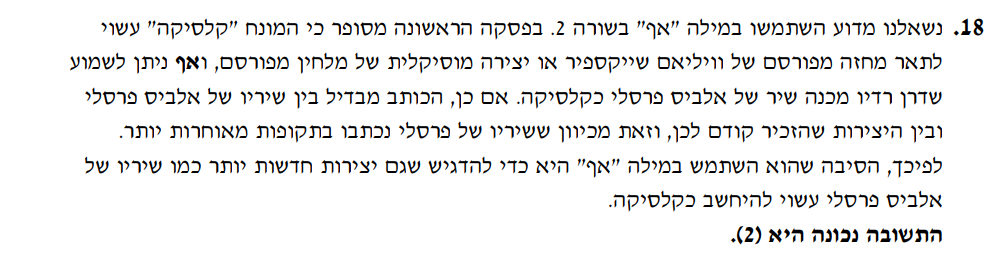 18. נשאלנו מדוע השתמשו במילה "אף" בשורה 2. בפסקה הראשונה מסופר כי המונח "קלסיקה" עשוי
לתאר מחזה מפורסם של וויליאם שייקספיר או יצירה מוסיקלית של מלחין מפורסם, ואף ניתן לשמוע
שדרן רדיו מכנה שיר של אלביס פרסלי כקלסיקה. אם כן, הכותב מבדיל בין שיריו של אלביס פרסלי
ובין היצירות שהזכיר קודם לכן, וזאת מכיוון ששיריו של פרסלי נכתבו בתקופות מאוחרות יותר.
לפיכך, הסיבה שהוא השתמש במילה "אף" היא כדי להדגיש שגם יצירות חדשות יותר כמו שיריו של
אלביס פרסלי עשוי להיחשב כקלסיקה.
התשובה נכונה היא (2).